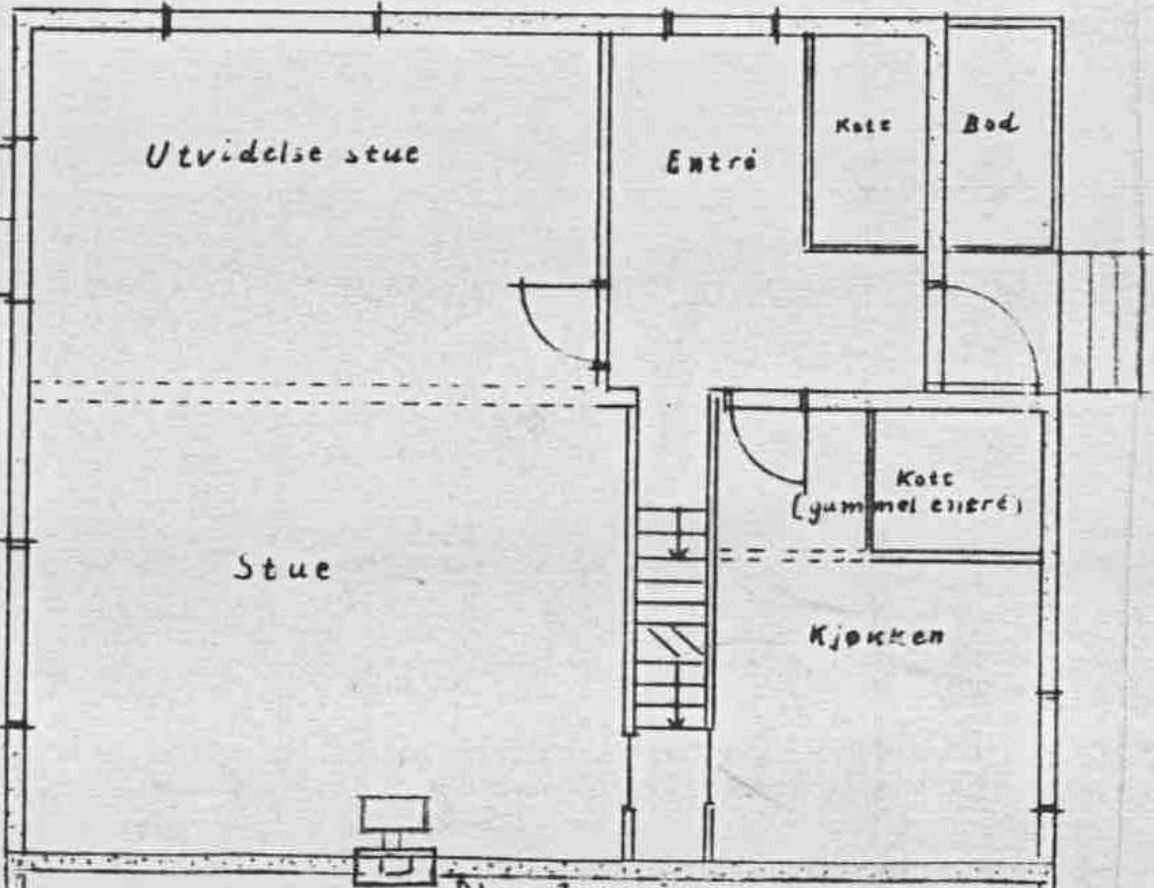 Utvidelse stue
Entré
Kott
Bod
Kott
(gammel entré)
Stue
Kjøkken